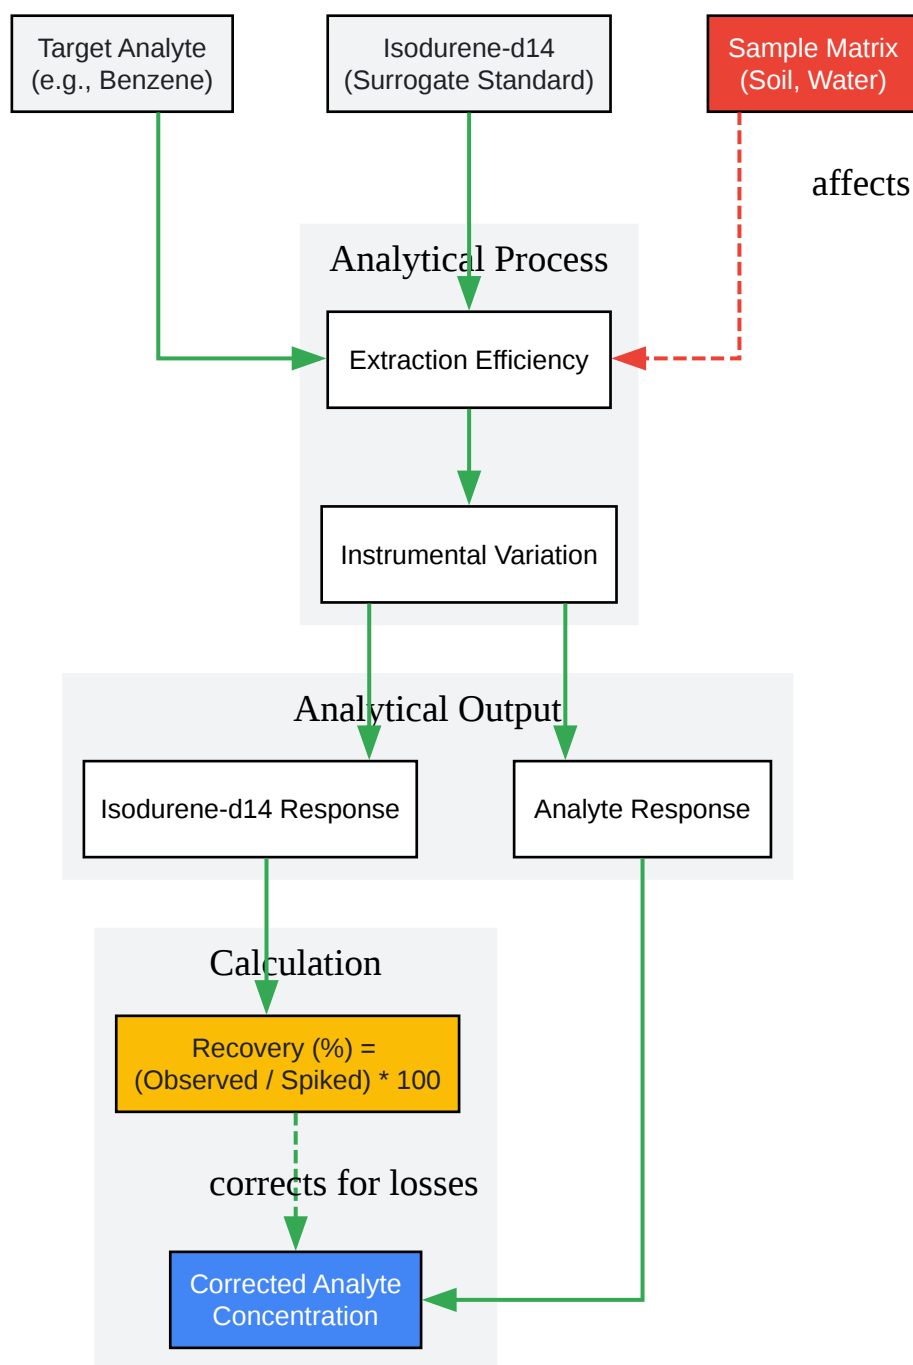 Target Analyte
(e.g., Benzene)
Isodurene-d14
(Surrogate Standard)
Sample Matrix
(Soil, Water)
affects
Analytical Process
Extraction Efficiency
Instrumental Variation
Analytical Output
Isodurene-d14 Response
Analyte Response
Calculation
Recovery (%) =
(Observed / Spiked) * 100
corrects for losses
Corrected Analyte
Concentration